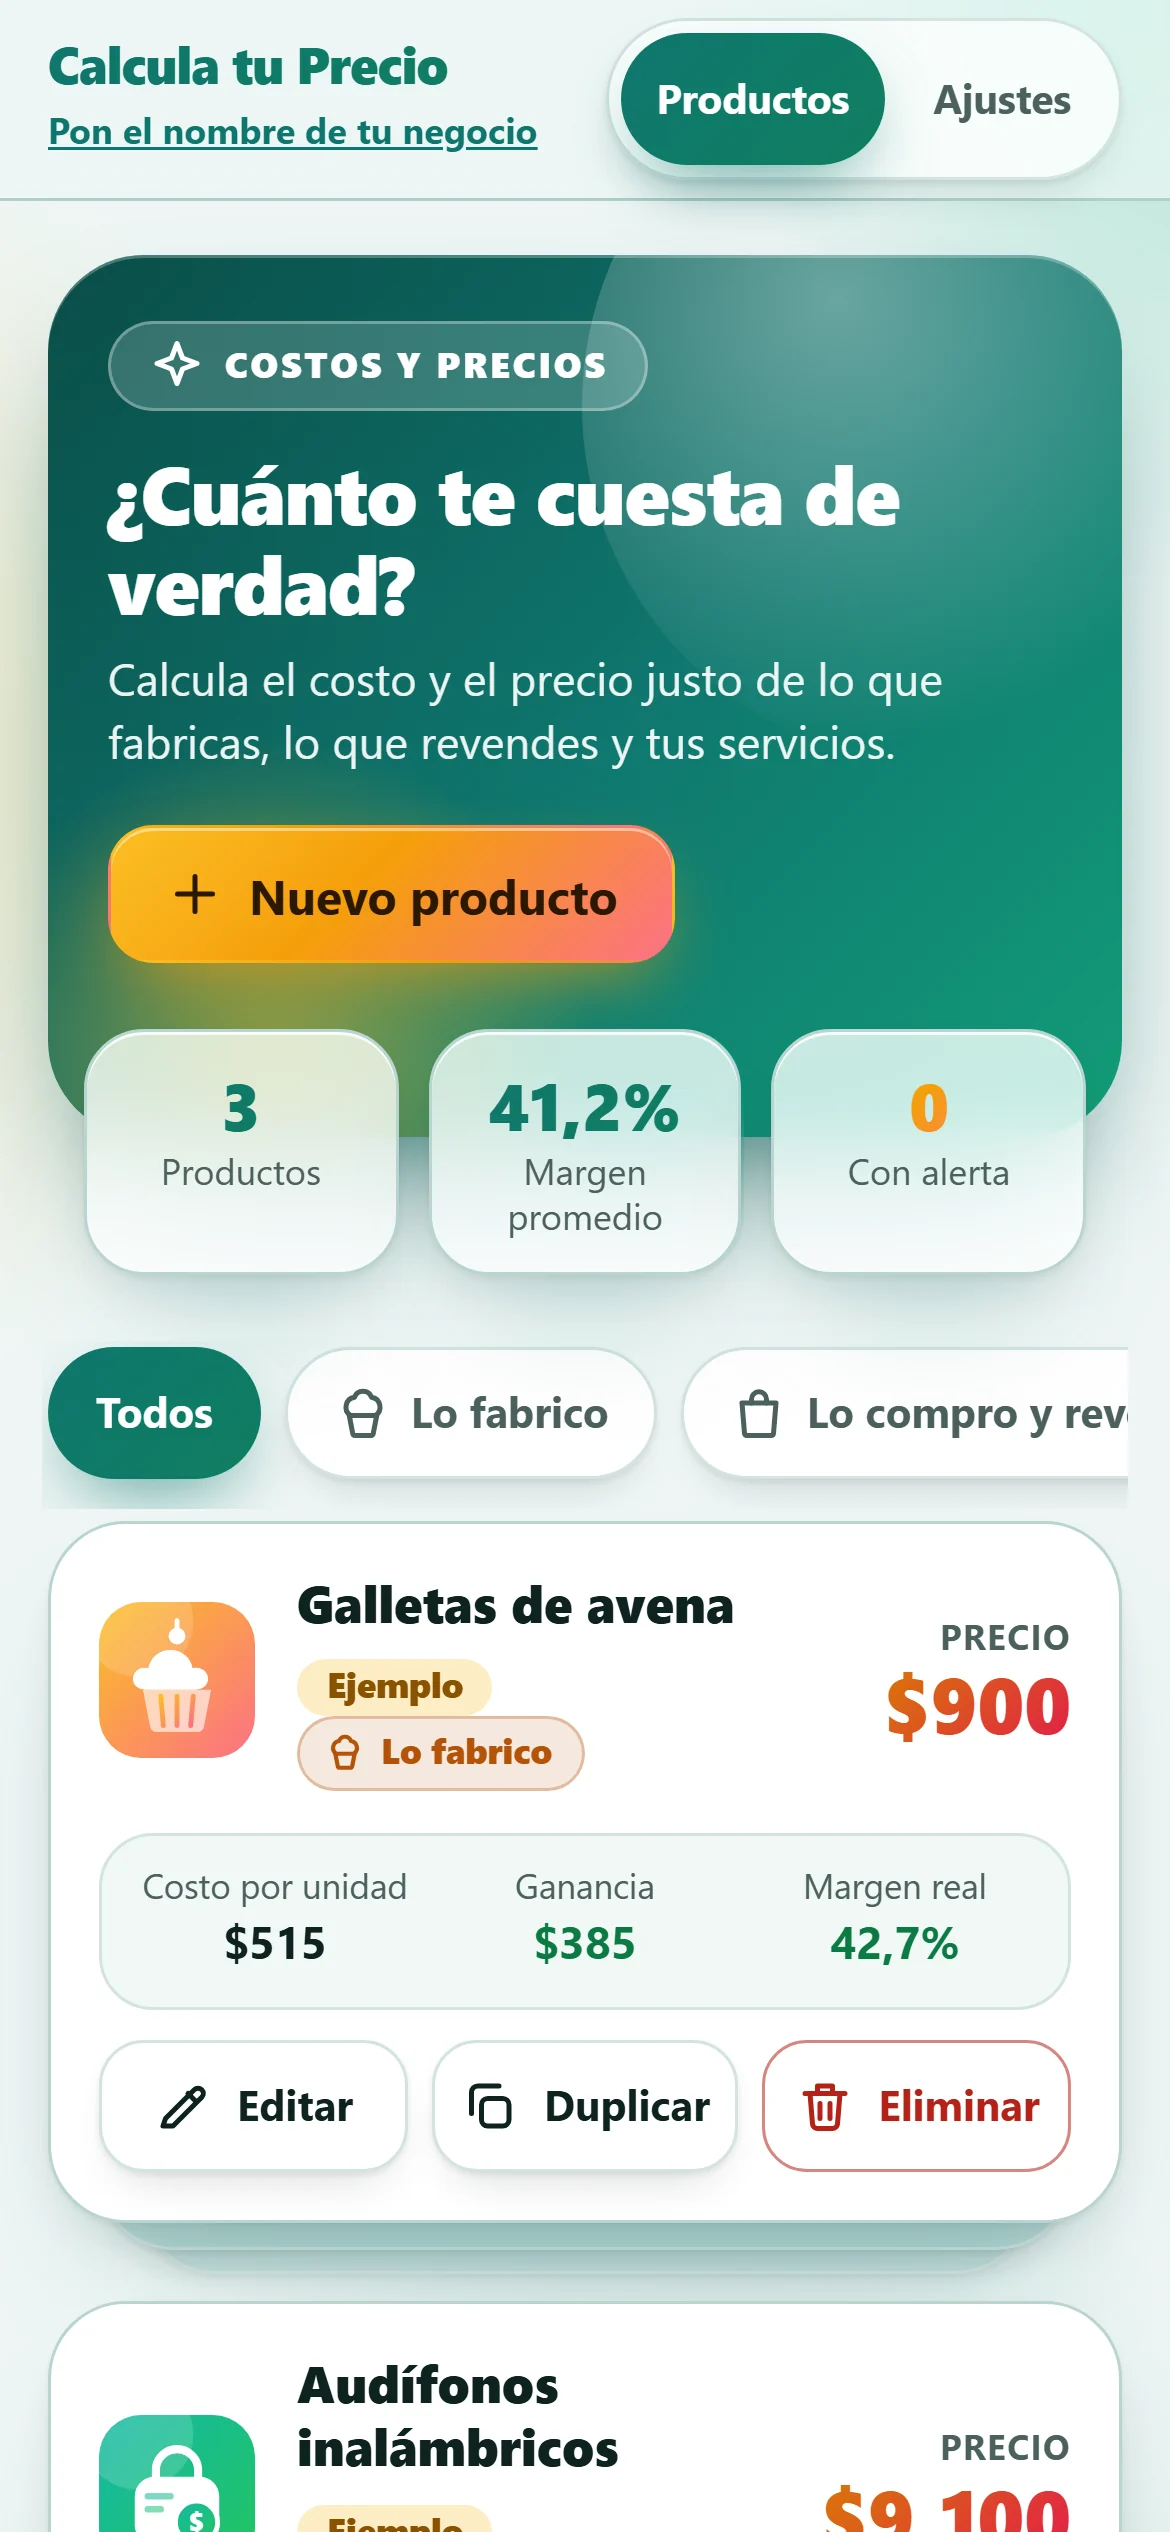 Calcula tu Precio
Pon el nombre de tu negocio
Productos
Ajustes
COSTOS Y PRECIOS
¿Cuánto te cuesta de
verdad?
Calcula el costo y el precio justo de lo que
fabricas, lo que revendes y tus servicios.
Nuevo producto
3
Productos
41,2%
Margen
promedio
0
Con alerta
Todos
Lo fabrico
Lo compro y rev
Galletas de avena
Ejemplo
Lo fabrico
PRECIO
$900
Costo por unidad
$515
Ganancia
$385
Margen real
42,7%
Editar
Duplicar
Eliminar
Audífonos
inalámbricos
Ejemplo
PRECIO
$9 100